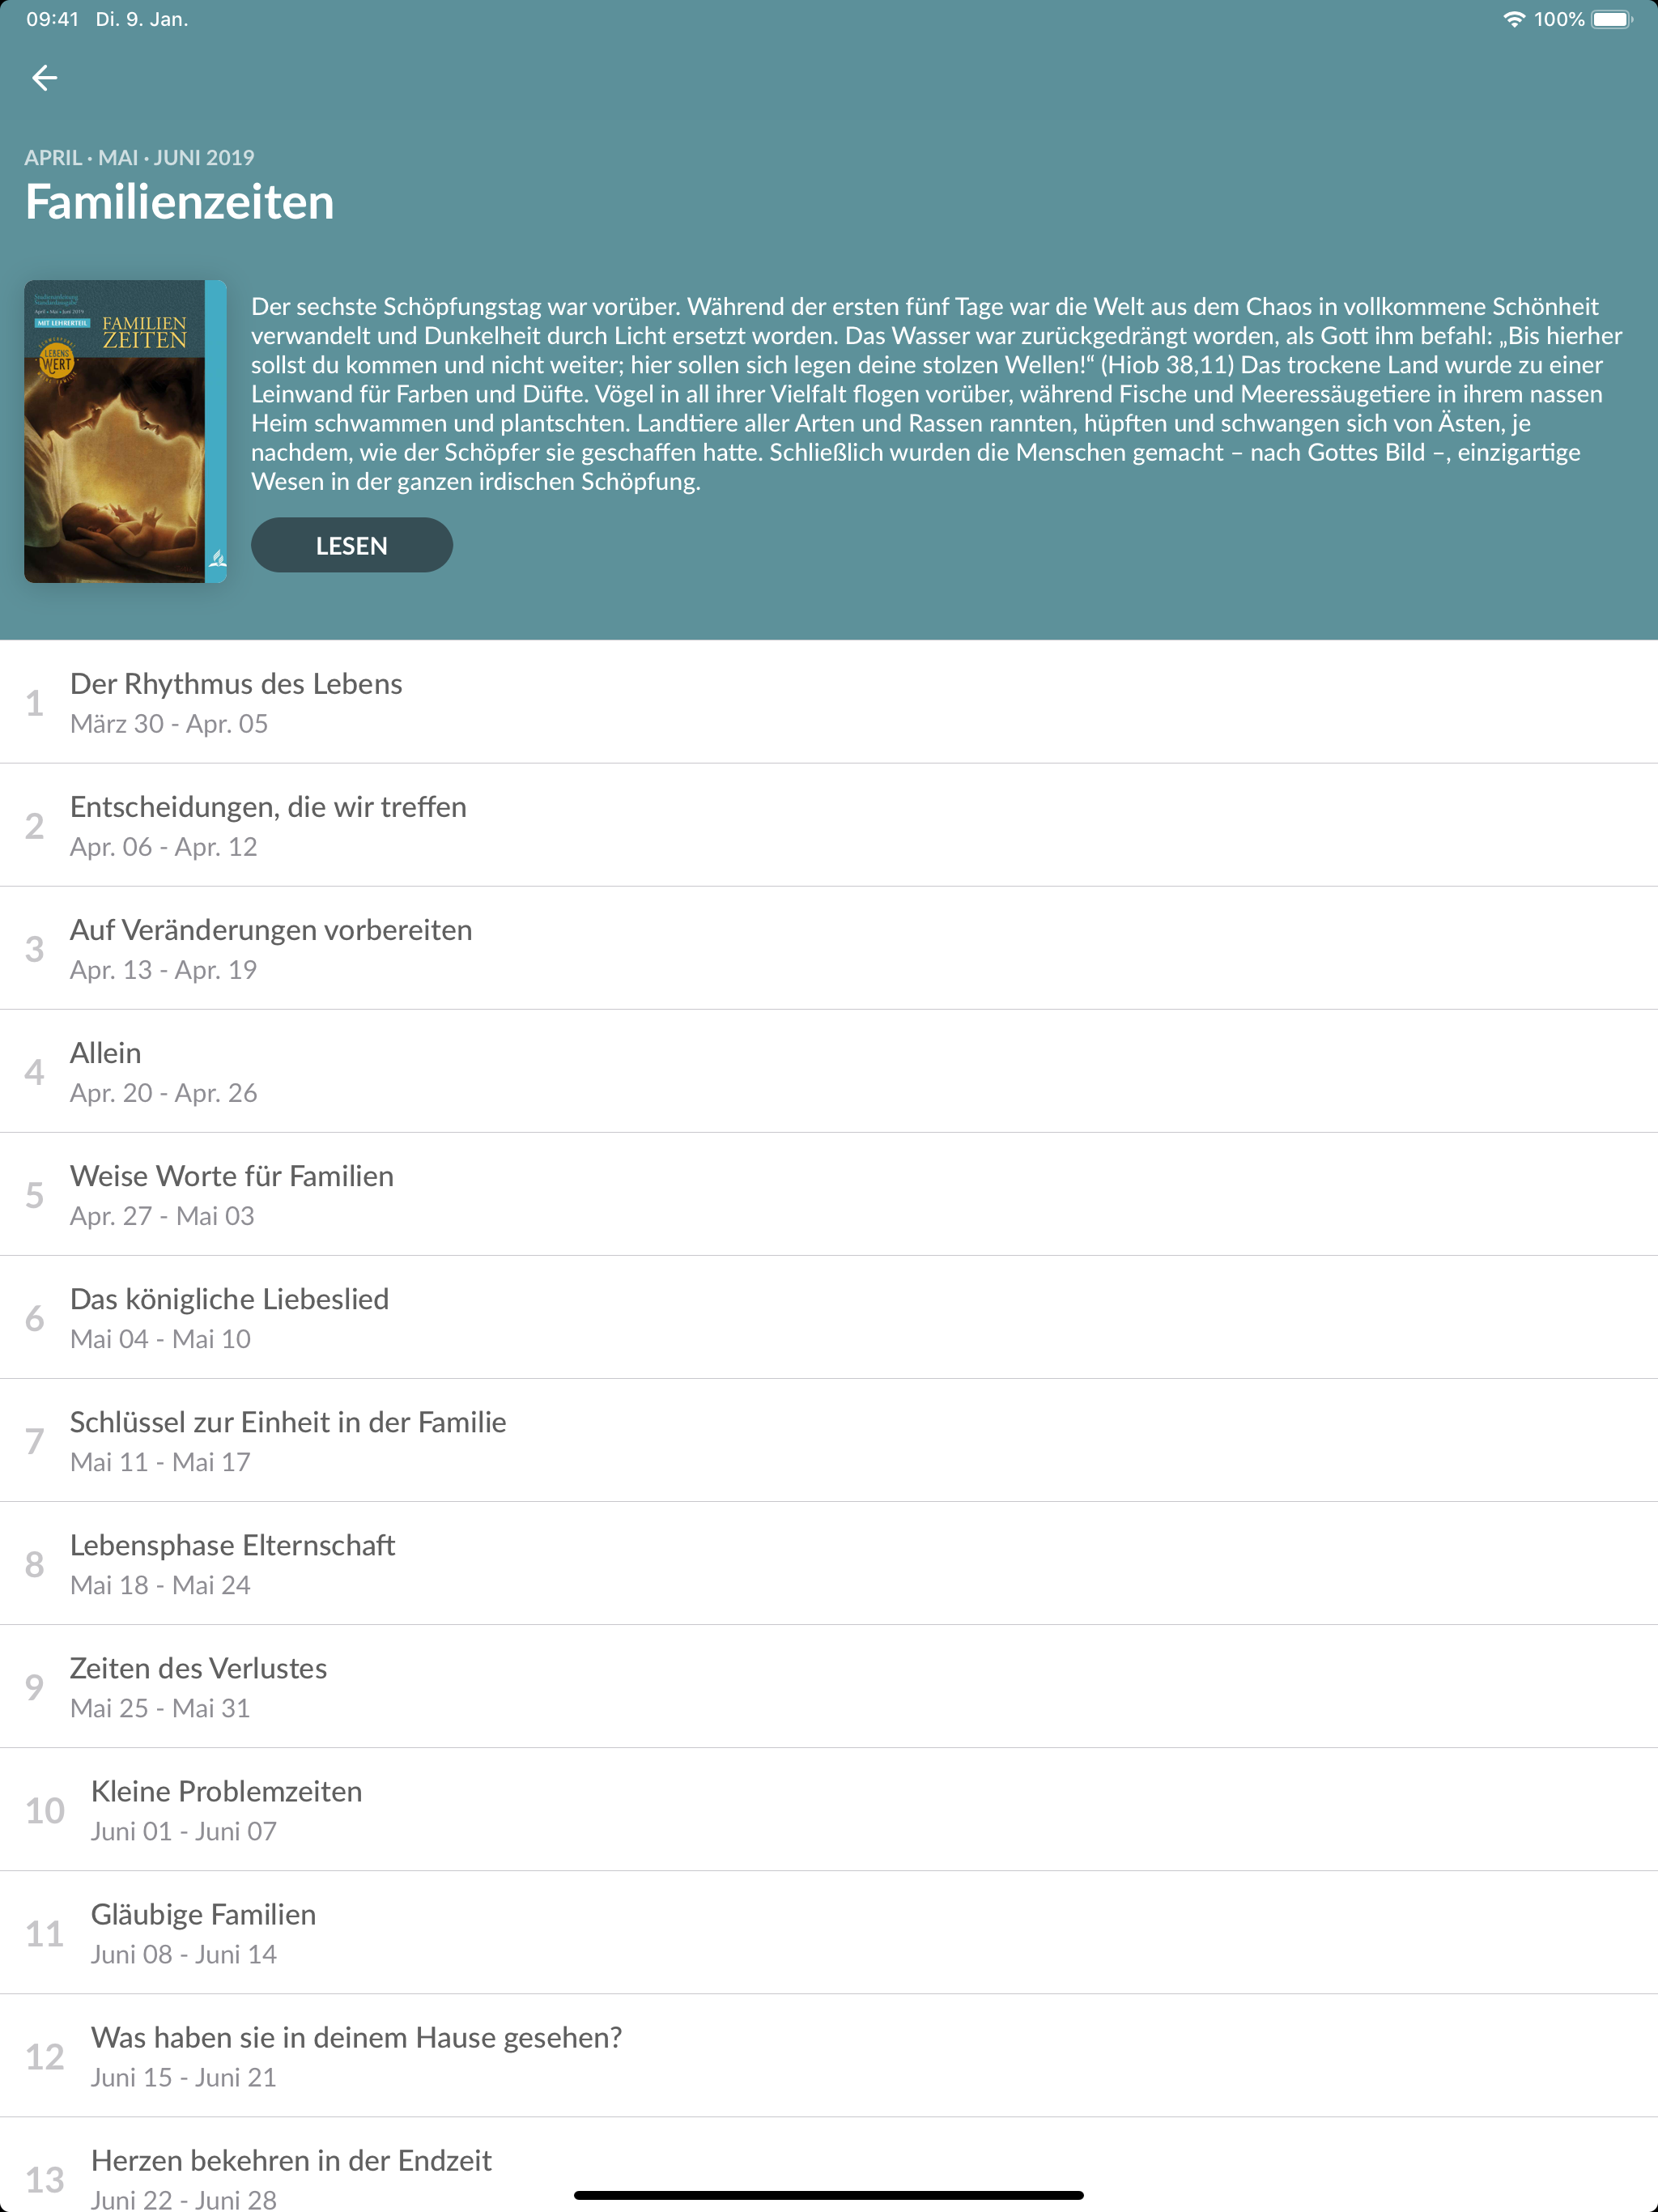 09:41 Di. 9. Jan. 100%
APRIL · MAI · JUNI 2019
Familienzeiten
Studienanleitung
Standardausgabe
April • Mai • Juni 2019
MIT LEHRERTEIL
FAMILIEN
ZEITEN
LEBENS
WERT
Der sechste Schöpfungstag war vorüber. Während der ersten fünf Tage war die Welt aus dem Chaos in vollkommene Schönheit
verwandelt und Dunkelheit durch Licht ersetzt worden. Das Wasser war zurückgedrängt worden, als Gott ihm befahl: „Bis hierher
sollst du kommen und nicht weiter; hier sollen sich legen deine stolzen Wellen!“ (Hiob 38,11) Das trockene Land wurde zu einer
Leinwand für Farben und Düfte. Vögel in all ihrer Vielfalt flogen vorüber, während Fische und Meeressäugetiere in ihrem nassen
Heim schwammen und plantschten. Landtiere aller Arten und Rassen rannten, hüpften und schwangen sich von Ästen, je
nachdem, wie der Schöpfer sie geschaffen hatte. Schließlich wurden die Menschen gemacht – nach Gottes Bild –, einzigartige
Wesen in der ganzen irdischen Schöpfung.
LESEN
1
Der Rhythmus des Lebens
März 30 - Apr. 05
2
Entscheidungen, die wir treffen
Apr. 06 - Apr. 12
3
Auf Veränderungen vorbereiten
Apr. 13 - Apr. 19
4
Allein
Apr. 20 - Apr. 26
5
Weise Worte für Familien
Apr. 27 - Mai 03
6
Das königliche Liebeslied
Mai 04 - Mai 10
7
Schlüssel zur Einheit in der Familie
Mai 11 - Mai 17
8
Lebensphase Elternschaft
Mai 18 - Mai 24
9
Zeiten des Verlustes
Mai 25 - Mai 31
10
Kleine Problemzeiten
Juni 01 - Juni 07
11
Gläubige Familien
Juni 08 - Juni 14
12
Was haben sie in deinem Hause gesehen?
Juni 15 - Juni 21
13
Herzen bekehren in der Endzeit
Juni 22 - Juni 28